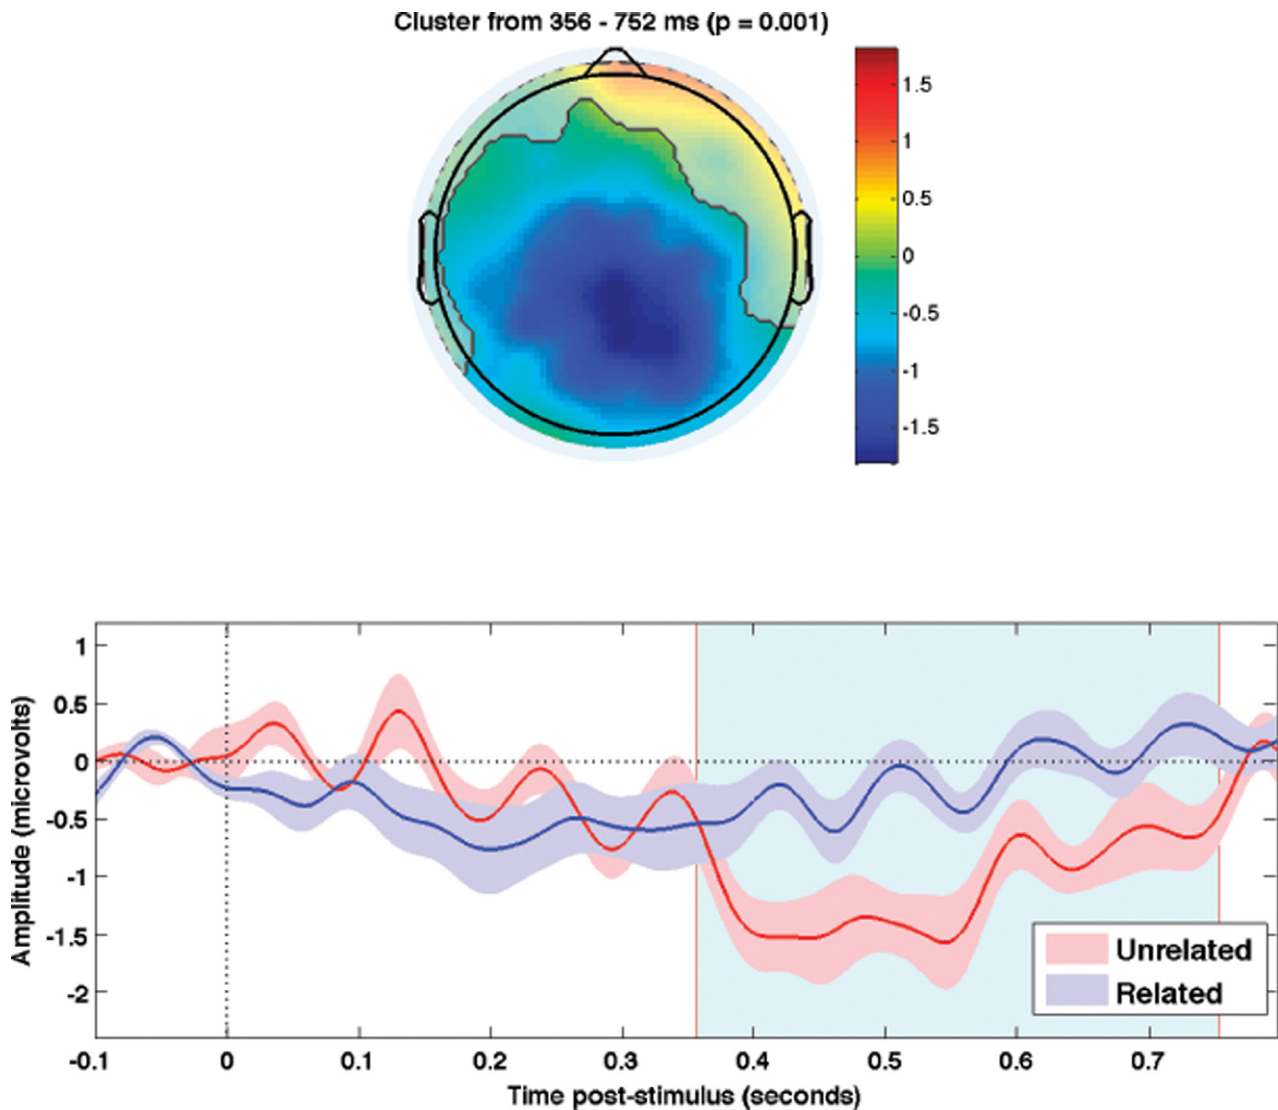 Cluster from 356 - 752 ms (p = 0.001)
1.5
1
0.5
0
-0.5
-1
-1.5
1
0.5
0
-0.5
-1
-1.5
-2
Amplitude (microvolts)
Unrelated
Related
-0.1 0 0.1 0.2 0.3 0.4 0.5 0.6 0.7
Time post-stimulus (seconds)